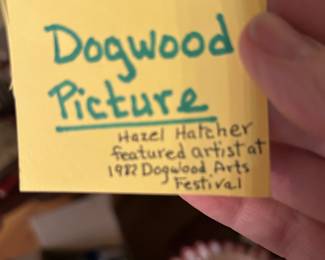 Dogwood
Picture
Hazel Hatcher
featured artist at
1982 Dogwood Arts
Festival